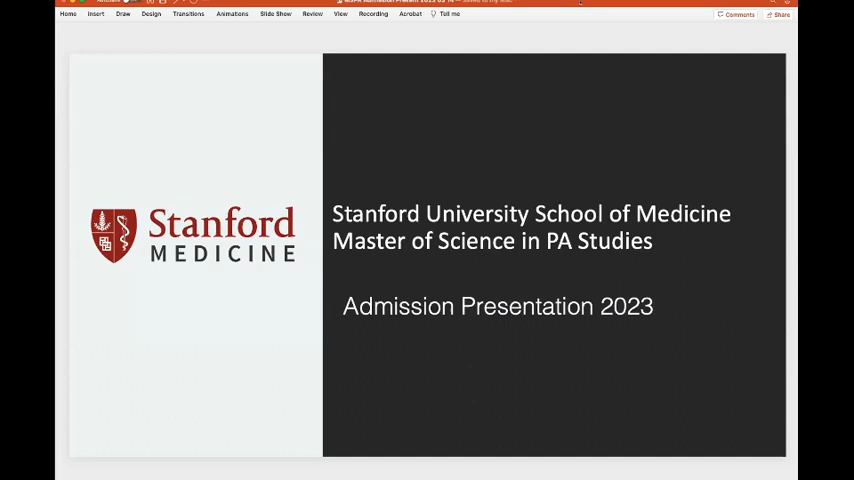 Home Insert Draw Design Transitions Animations Slide Show Review View Recording Acrobat Tell me Comments Share
Stanford
MEDICINE
Stanford University School of Medicine
Master of Science in PA Studies
Admission Presentation 2023